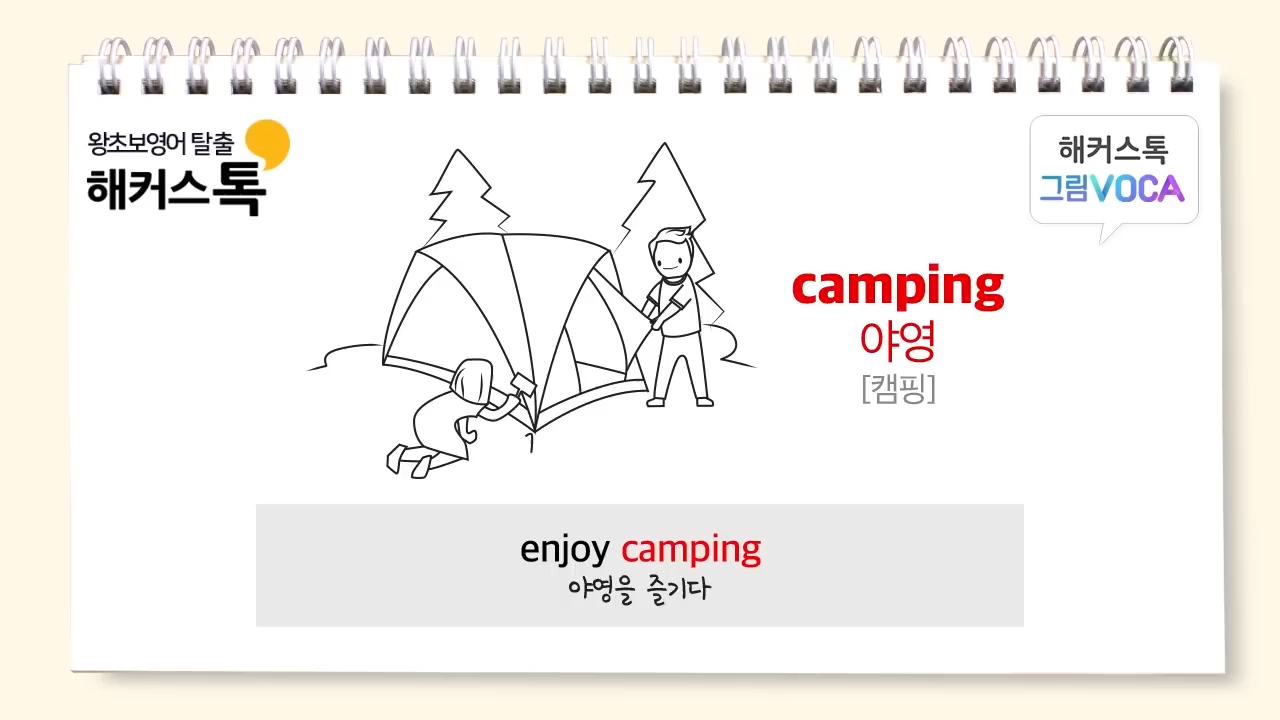 왕초보영어 탈출
해커스톡
해커스톡
그림VOCA
camping
야영
[캠핑]
enjoy camping
야영을 즐기다